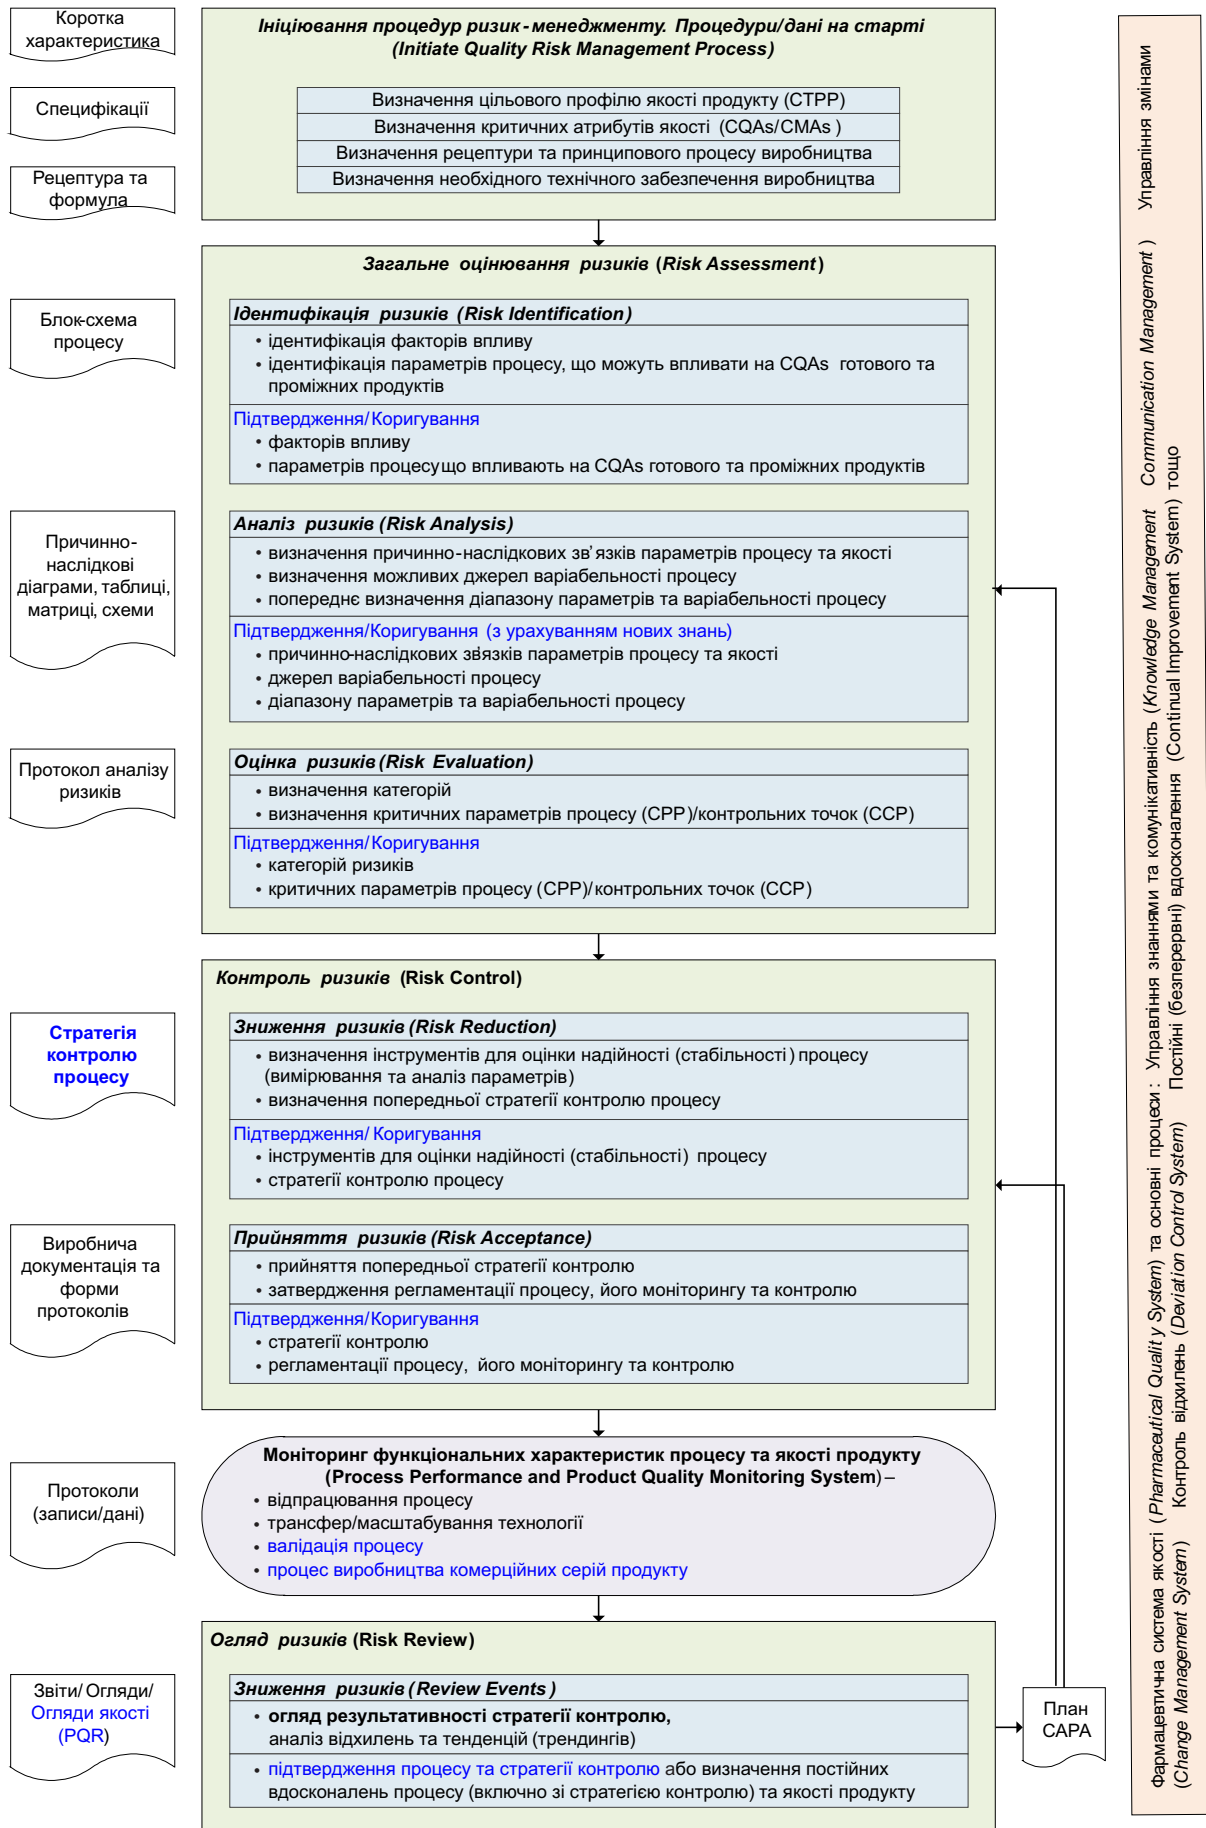 Коротка
характеристика
Ініціювання процедур ризик-менеджменту. Процедури/дані на старті
(Initiate Quality Risk Management Process)
Специфікації
Визначення цільового профілю якості продукту (CTPP)
Визначення критичних атрибутів якості (CQAs/CMAs )
Визначення рецептури та принципового процесу виробництва
Визначення необхідного технічного забезпечення виробництва
Рецептура та
формула
Загальне оцінювання ризиків (Risk Assessment)
Блок-схема
процесу
Ідентифікація ризиків (Risk Identification)
• ідентифікація факторів впливу
• ідентифікація параметрів процесу, що можуть впливати на CQAs готового та
проміжних продуктів
Підтвердження/Коригування
• факторів впливу
• параметрів процесущо впливають на CQAs готового та проміжних продуктів
Причинно-
наслідкові
діаграми, таблиці,
матриці, схеми
Аналіз ризиків (Risk Analysis)
• визначення причинно-наслідкових зв'язків параметрів процесу та якості
• визначення можливих джерел варіабельності процесу
• попереднє визначення діапазону параметрів та варіабельності процесу
Підтвердження/Коригування (з урахуванням нових знань)
• причинно-наслідкових зв'язків параметрів процесу та якості
• джерел варіабельності процесу
• діапазону параметрів та варіабельності процесу
Протокол аналізу
ризиків
Оцінка ризиків (Risk Evaluation)
• визначення категорій
• визначення критичних параметрів процесу (CPP)/контрольних точок (CCP)
Підтвердження/Коригування
• категорій ризиків
• критичних параметрів процесу (CPP)/контрольних точок (CCP)
Контроль ризиків (Risk Control)
Стратегія
контролю
процесу
Зниження ризиків (Risk Reduction)
• визначення інструментів для оцінки надійності (стабільності) процесу
(вимірювання та аналіз параметрів)
• визначення попередньої стратегії контролю процесу
Підтвердження/ Коригування
• інструментів для оцінки надійності (стабільності) процесу
• стратегії контролю процесу
Виробнича
документація та
форми
протоколів
Прийняття ризиків (Risk Acceptance)
• прийняття попередньої стратегії контролю
• затвердження регламентації процесу, його моніторингу та контролю
Підтвердження/Коригування
• стратегії контролю
• регламентації процесу, його моніторингу та контролю
Протоколи
(записи/дані)
Моніторинг функціональних характеристик процесу та якості продукту
(Process Performance and Product Quality Monitoring System) –
• відпрацювання процесу
• трансфер/масштабування технології
• валідація процесу
• процес виробництва комерційних серій продукту
Огляд ризиків (Risk Review)
Звіти/ Огляди/
Огляди якості
(PQR)
Зниження ризиків (Review Events)
• огляд результативності стратегії контролю,
аналіз відхилень та тенденцій (трендингів)
• підтвердження процесу та стратегії контролю або визначення постійних
вдосконалень процесу (включно зі стратегією контролю) та якості продукту
План
CAPA
Фармацевтична система якості (Pharmaceutical Quality System) та основні процеси: Управління знаннями та комунікативність (Knowledge Management Communication Management ) Управління змінами
(Change Management System) Контроль відхилень (Deviation Control System) Постійні (безперервні) вдосконалення (Continual Improvement System) тощо